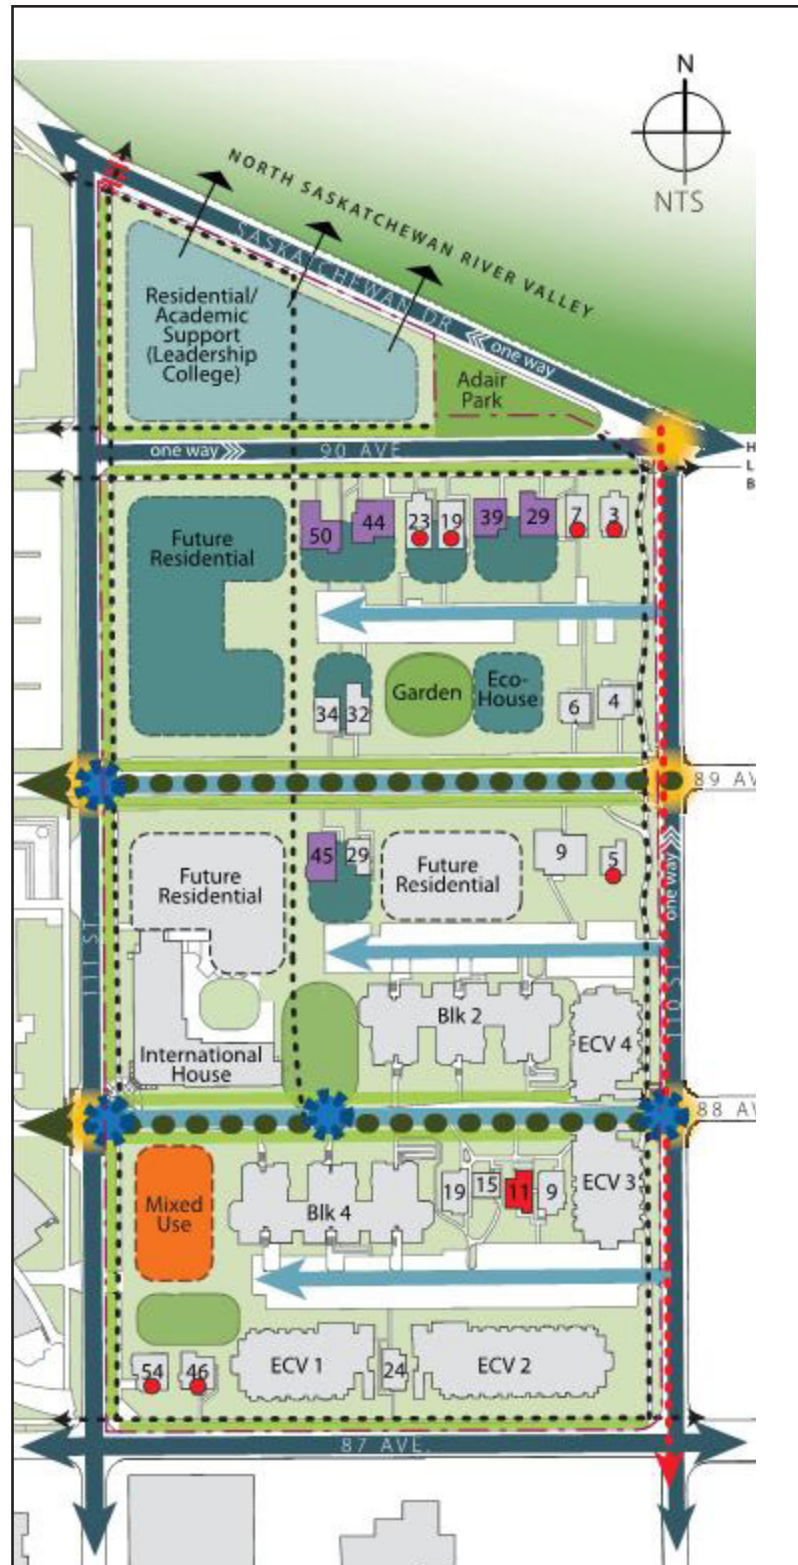 N
NTS
NORTH SASKATCHEWAN RIVER VALLEY
SASKATCHEWAN DR
one way
Residential/
Academic
Support
(Leadership
College)
Adair
Park
one way
90 AVE
H
L
B
Future
Residential
50
44
23
19
39
29
7
3
34
32
Garden
Eco-
House
6
4
89 AV
Future
Residential
45
29
Future
Residential
9
5
one way
111 ST.
110 ST.
Blk 2
ECV 4
International
House
88 AV
Mixed
Use
Blk 4
19
15
11
9
ECV 3
54
46
ECV 1
24
ECV 2
87 AVE.